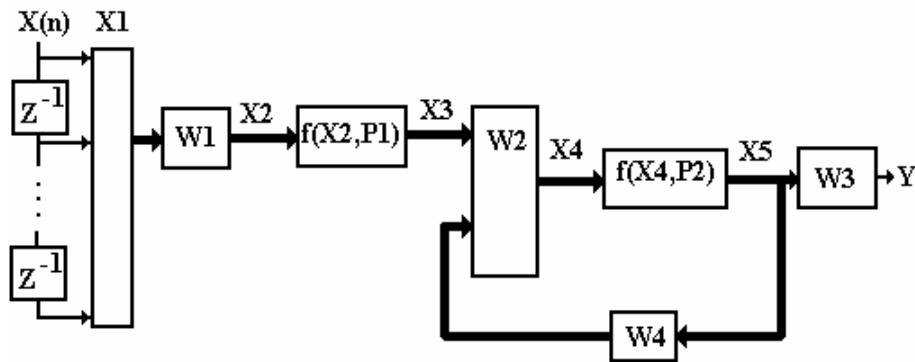 X(n)
X1
Z⁻¹
Z⁻¹
W1
X2
f(X2,P1)
X3
W2
X4
f(X4,P2)
X5
W3
Y
W4